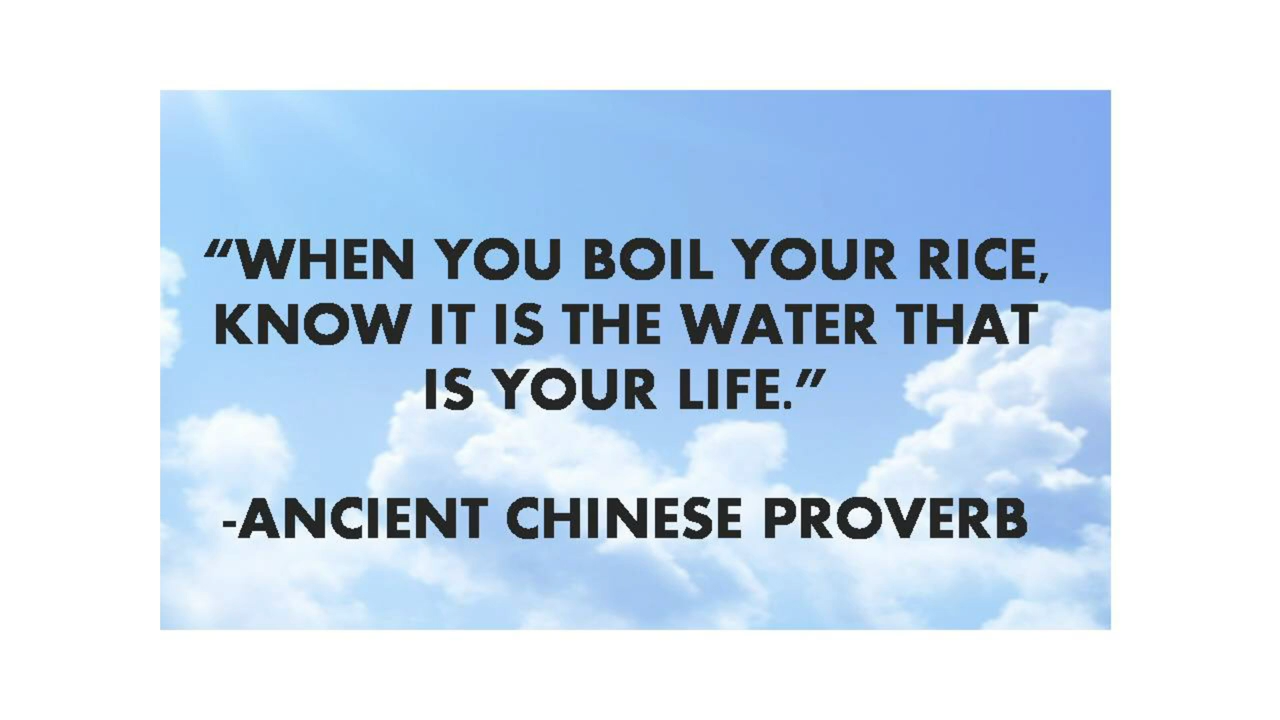 “WHEN YOU BOIL YOUR RICE,
KNOW IT IS THE WATER THAT
IS YOUR LIFE.”
-ANCIENT CHINESE PROVERB